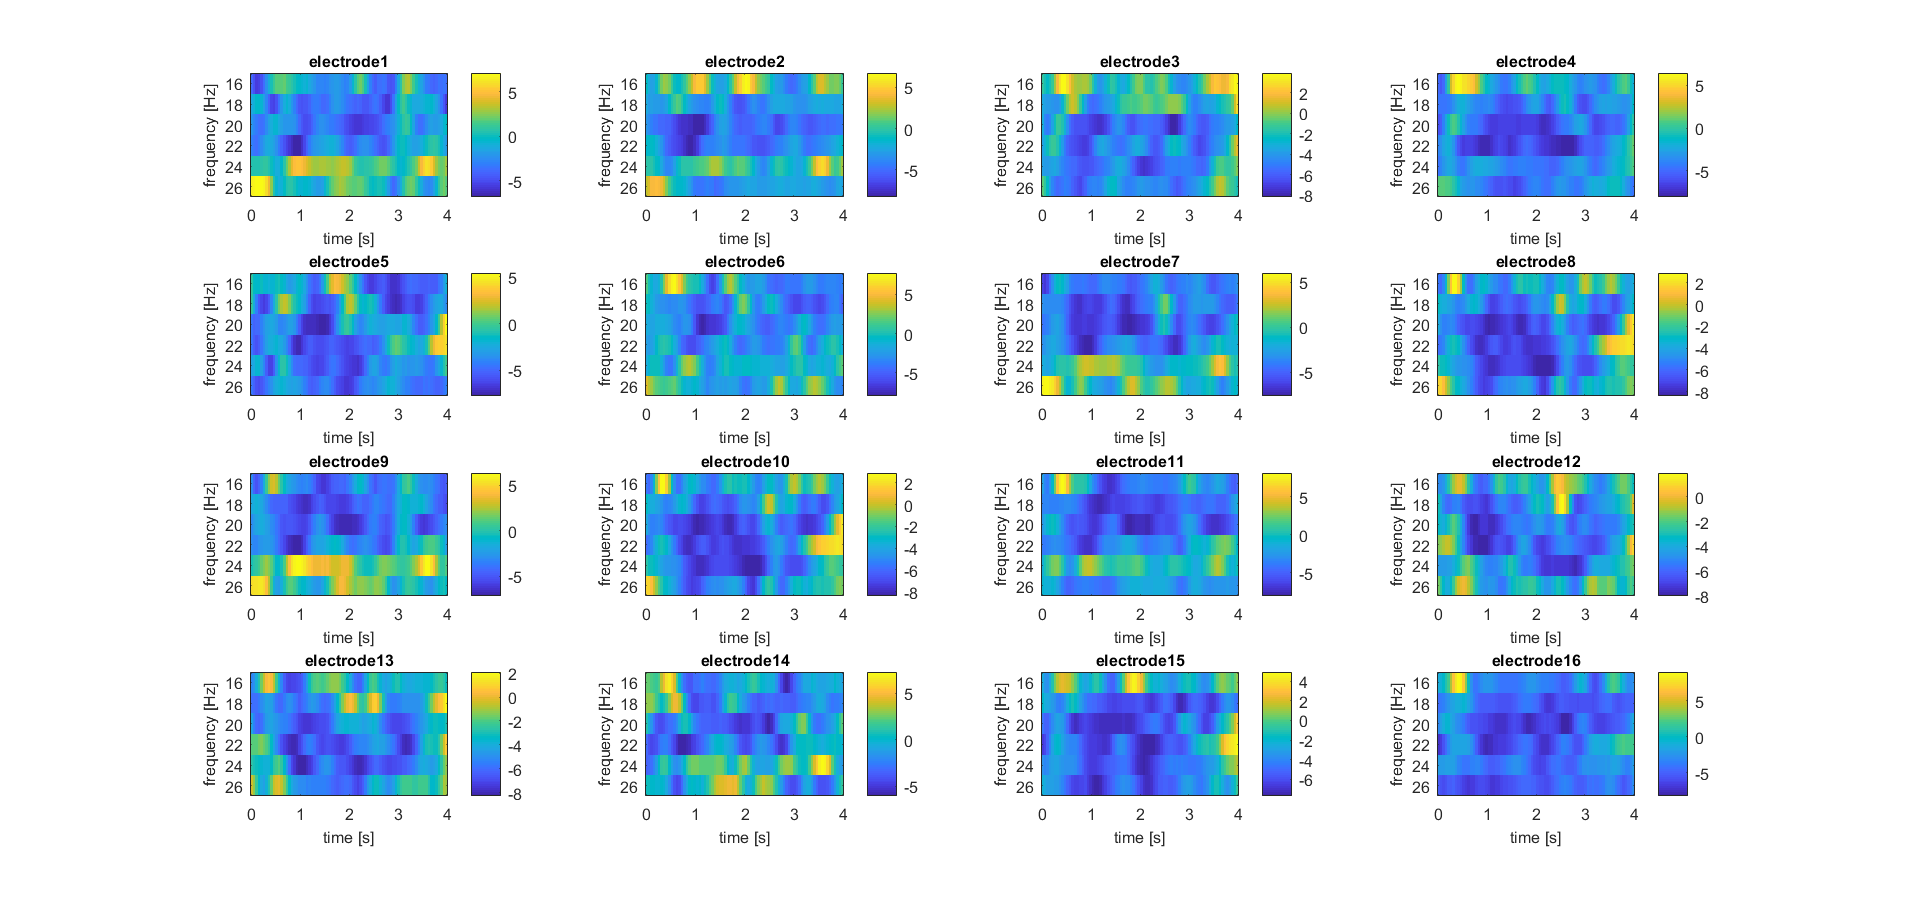 electrode1 electrode2 electrode3 electrode4
frequency [Hz] 16 18 20 22 24 26 0 1 2 3 4 time [s] 5 0 -5
frequency [Hz] 16 18 20 22 24 26 0 1 2 3 4 time [s] 5 0 -5
frequency [Hz] 16 18 20 22 24 26 0 1 2 3 4 time [s] 2 0 -2 -4 -6 -8
frequency [Hz] 16 18 20 22 24 26 0 1 2 3 4 time [s] 5 0 -5
electrode5 electrode6 electrode7 electrode8
frequency [Hz] 16 18 20 22 24 26 0 1 2 3 4 time [s] 5 0 -5
frequency [Hz] 16 18 20 22 24 26 0 1 2 3 4 time [s] 5 0 -5
frequency [Hz] 16 18 20 22 24 26 0 1 2 3 4 time [s] 5 0 -5
frequency [Hz] 16 18 20 22 24 26 0 1 2 3 4 time [s] 2 0 -2 -4 -6 -8
electrode9 electrode10 electrode11 electrode12
frequency [Hz] 16 18 20 22 24 26 0 1 2 3 4 time [s] 5 0 -5
frequency [Hz] 16 18 20 22 24 26 0 1 2 3 4 time [s] 2 0 -2 -4 -6 -8
frequency [Hz] 16 18 20 22 24 26 0 1 2 3 4 time [s] 5 0 -5
frequency [Hz] 16 18 20 22 24 26 0 1 2 3 4 time [s] 0 -2 -4 -6 -8
electrode13 electrode14 electrode15 electrode16
frequency [Hz] 16 18 20 22 24 26 0 1 2 3 4 time [s] 2 0 -2 -4 -6 -8
frequency [Hz] 16 18 20 22 24 26 0 1 2 3 4 time [s] 5 0 -5
frequency [Hz] 16 18 20 22 24 26 0 1 2 3 4 time [s] 4 2 0 -2 -4 -6
frequency [Hz] 16 18 20 22 24 26 0 1 2 3 4 time [s] 5 0 -5